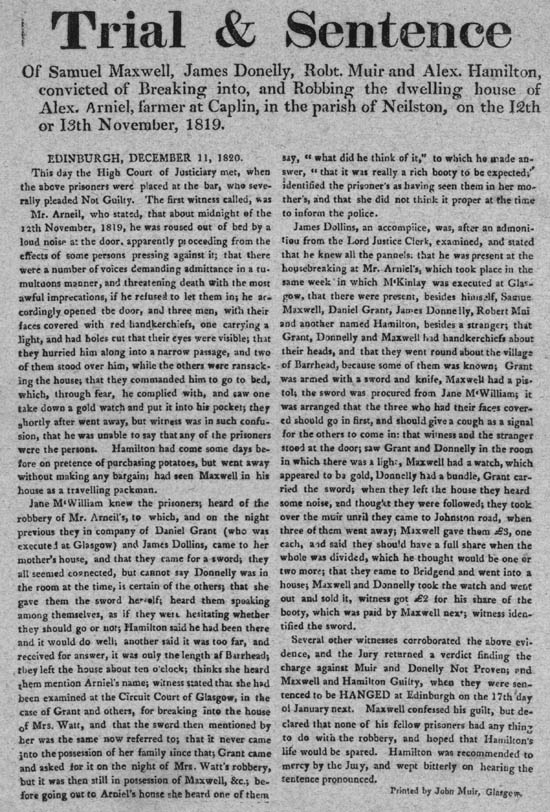 Trial & Sentence
Of Samuel Maxwell, James Donelly, Robt. Muir and Alex. Hamilton,
convicted of Breaking into, and Robbing the dwelling house of
Alex. Arniel, farmer at Caplin, in the parish of Neilston, on the 12th
or 13th November, 1819.
EDINBURGH, DECEMBER 11, 1820.
This day the High Court of Justiciary met, when
the above prisoners were placed at the bar, who seve-
rally pleaded Not Guilty. The first witness called, was
Mr. Arneil, who stated, that about midnight of the
12th November, 1819, he was roused out of bed by a
loud noise at the door, apparently pioceeding from the
effects of some persons pressing against it; that there
were a number of voices demanding admittance in a tu-
multuous manner, and threatening death with the most
awful imprecations, if he refused to let them in; he ac-
cordingly opened the door, and three men, with their
faces covered with red handkerchiefs, one carrying a
light, and had holes cut that their eyes were visible; that
they hurried him along into a narrow passage, and two
of them stood over him, while the others were ransack-
ing the house; that they commanded him to go to bed,
which, through fear, he complied with, and saw one
take down a gold watch and put it into his pocket; they
shortly after went away, but witness was in such confu-
sion, that he was unable to say that any of the prisoners
were the persons. Hamilton had come some days be-
fore on pretence of purchasing potatoes, but went away
without making any bargain; had seen Maxwell in his
house as a travelling packman.
Jane M'William knew the prisoners; heard of the
robbery of Mr. Arneil's, to which, and on the night
previous they in company of Daniel Grant (who was
executed at Glasgow) and James Dollins, came to her
mother's house, and that they came for a sword; they
all seemed connected, but cannot say Donnelly was in
the room at the time, is certain of the others; that she
gave them the sword herself; heard them speaking
among themselves, as if they were hesitating whether
they should go or not; Hamilton said he had been there
and it would do well; another said it was too far, and
received for answer, it was only the length af Barrhead;
they left the house about ten o'clock; thinks she heard
them mention Arniel's name; witness stated that she had
been examined at the Circuit Court of Glasgow, in the
case of Grant and others, for breaking into the house
of Mrs. Watt, and that the sword then mentioned by
her was the same now referred to; that it never came
into the possession of her family since that; Grant came
and asked for it on the night of Mrs. Watt's robbery,
but it was then still in possession of Maxwell, &c.; be-
fore going out to Arniel's house she heard one of them
say, "what did he think of it," to which he made an-
swer, "that it was really a rich booty to be expected;"
identified the prisoner's as having seen them in her mo-
ther's, and that she did not think it proper at the time
to inform the police.
James Dollins, an accomplice, was, after an admoni-
tion from the Lord Justice Clerk, examined, and stated
that he knew all the pannels; that he was present at the
housebreaking at Mr. Arniel's, which took place in the
same week in which M'Kinlay was executed at Glas-
gow, that there were present, besides himself, Samue
Maxwell, Daniel Grant, James Donnelly, Robert Mui
and another named Hamilton, besides a stranger; that
Grant, Donnelly and Maxwell had handkerchiefs about
their heads, and that they went round about the village
of Barrhead, because some of them was known; Grant
was armed with a sword and knife, Maxwell had a pis-
tol; the sword was procured from Jane M'William; it
was arranged that the three who had their faces cover-
ed should go in first, and should give a cough as a signal
for the others to come in: that witness and the stranger
stood at the door; saw Grant and Donnelly in the room
in which there was a light, Maxwell had a watch, which
appeared to be gold, Donnelly had a bundle, Grant car-
ried the sword; when they left the house they heard
some noise, and thought they were followed; they took
over the muir until they came to Johnston road, when
three of them went away; Maxwell gave them £3, one
each, and said they should have a full share when the
whole was divided, which he thought would be one or
two more; that they came to Bridgend and went into a
house; Maxwell and Donnelly took the watch and went
out and sold it, witness got £2 for his share of the
booty, which was paid by Maxwell next; witness iden-
tified the sword.
Several other witnesses corroborated the above evi-
dence, and the Jury returned a verdict finding the
charge against Muir and Donelly Not Proven; and
Maxwell and Hamilton Guilty, when they were sen-
tenced to be HANGED at Edinburgh on the 17th day
of January next. Maxwell confessed his guilt, but de-
clared that none of his fellow prisoners had any thing
to do with the robbery, and hoped that Hamilton's
life would be spared. Hamilton was recommended to
mercy by the Jury, and wept bitterly on hearing the
sentence pronounced.
Printed by John Muir, Glasgow.